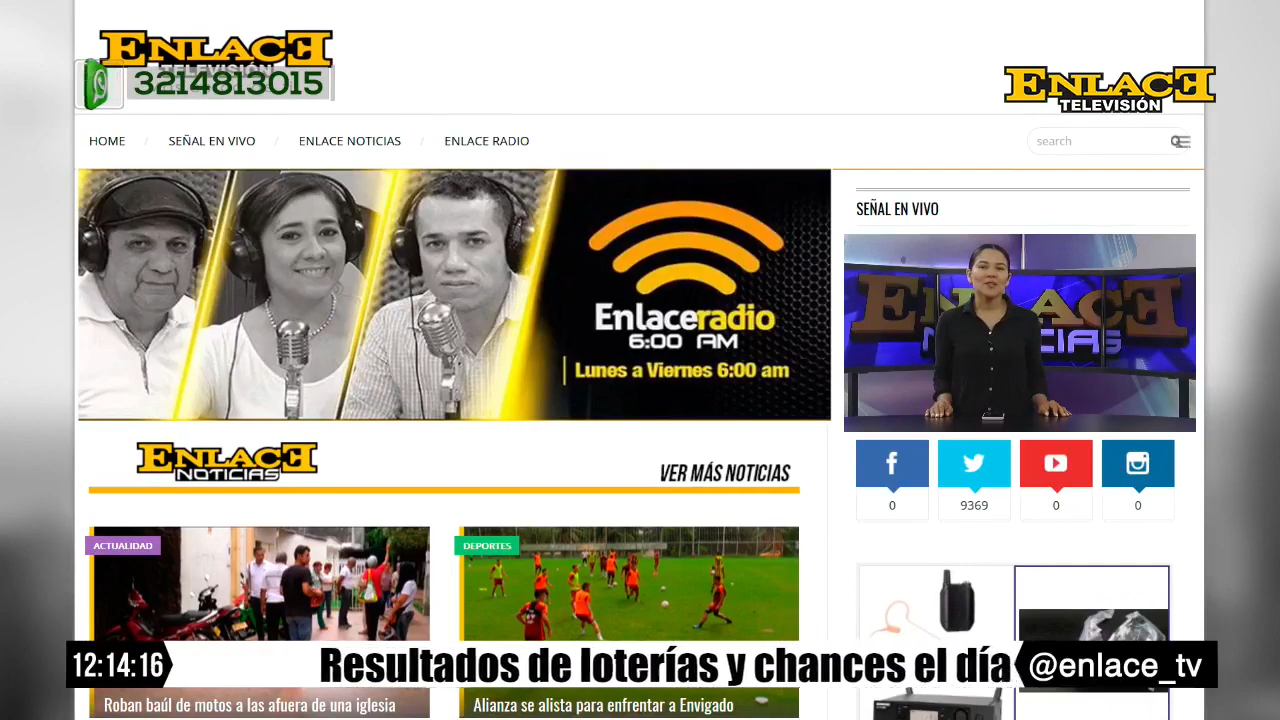 ENLACE
TELEVISIÓN
3214813015
ENLACE
TELEVISIÓN
HOME / SEÑAL EN VIVO / ENLACE NOTICIAS / ENLACE RADIO
search
Enlaceradio
6:00 AM
Lunes a Viernes 6:00 am
SEÑAL EN VIVO
ENLACE
NOTICIAS
0 9369 0 0
ENLACE
NOTICIAS
VER MÁS NOTICIAS
ACTUALIDAD
DEPORTES
12:14:16
Resultados de loterías y chances el día
@enlace_tv
Roban baúl de motos a las afuera de una iglesia
Alianza se alista para enfrentar a Envigado